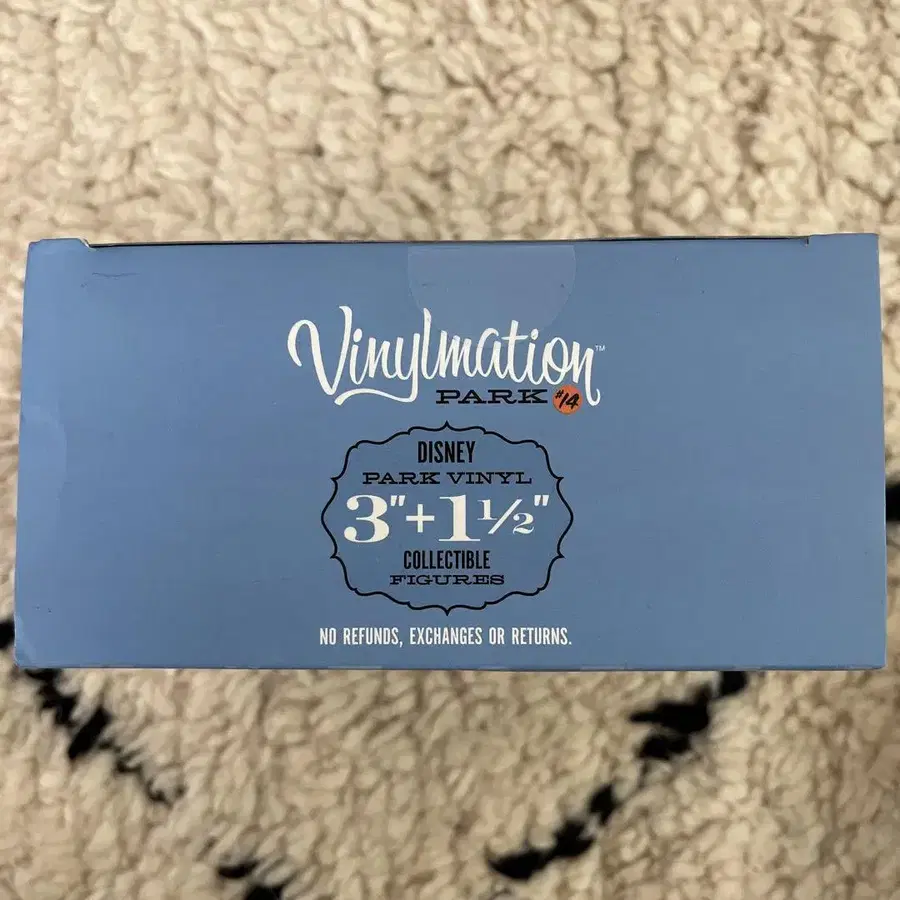 Vinylmation™
PARK #14
DISNEY
PARK VINYL
3"+1½"
COLLECTIBLE
FIGURES
NO REFUNDS, EXCHANGES OR RETURNS.